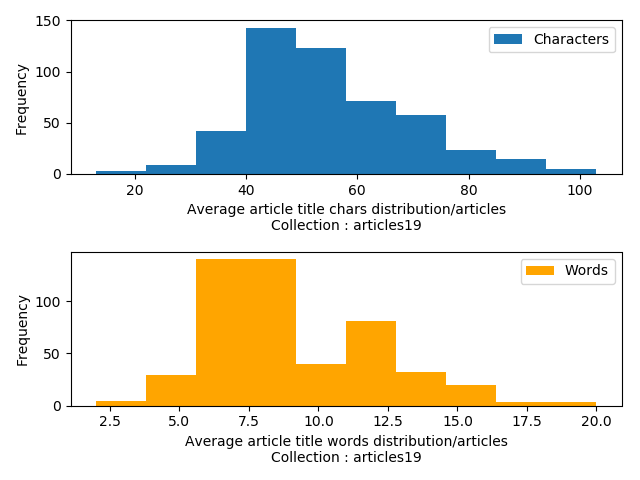 150
100
50
0
Frequency
Characters
20 40 60 80 100
Average article title chars distribution/articles
Collection : articles19
100
50
0
Frequency
Words
2.5 5.0 7.5 10.0 12.5 15.0 17.5 20.0
Average article title words distribution/articles
Collection : articles19